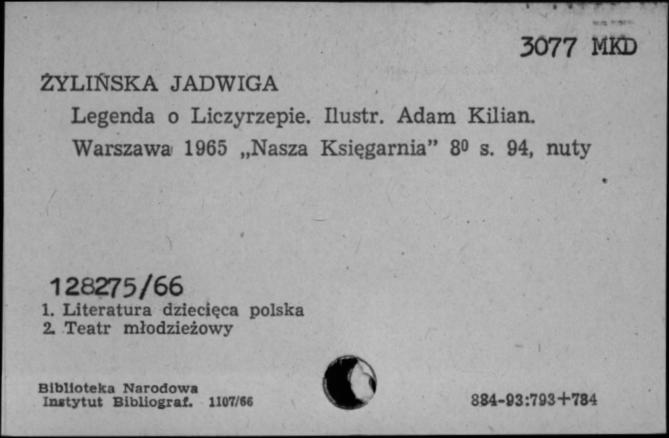 3077 MKD
ŻYLIŃSKA JADWIGA
Legenda o Liczyrzepie. Ilustr. Adam Kilian.
Warszawa 1965 „Nasza Księgarnia” 8⁰ s. 94, nuty
128275/66
1. Literatura dziecięca polska
2. Teatr młodzieżowy
Biblioteka Narodowa
Instytut Bibliograf. 1107/66
884-93:793+784